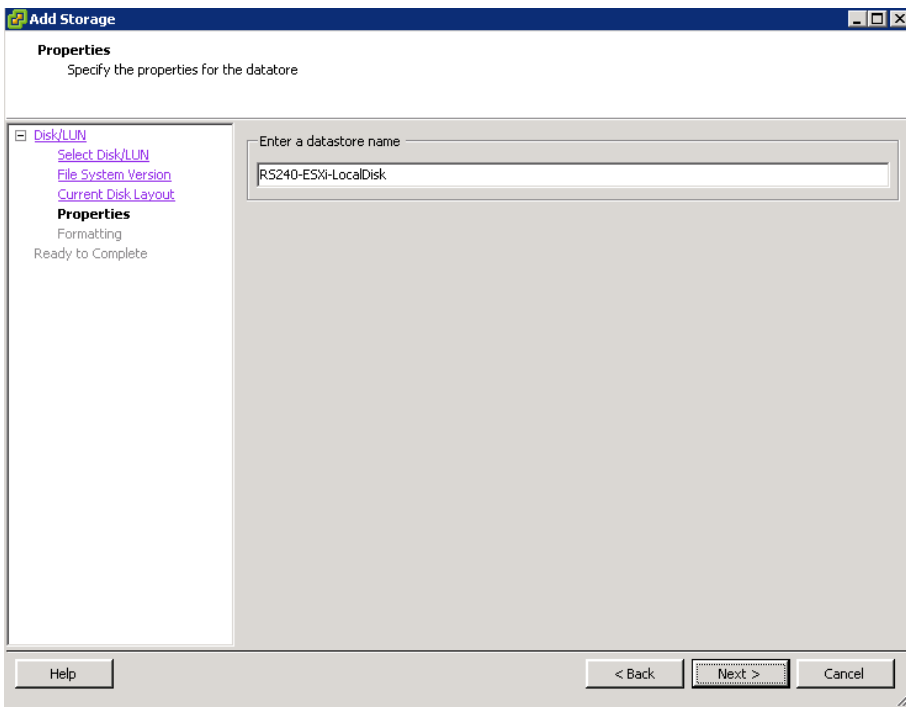 Add Storage
Properties
Specify the properties for the datatore
Disk/LUN
Select Disk/LUN
File System Version
Current Disk Layout
Properties
Formatting
Ready to Complete
Enter a datastore name
RS240-ESXi-LocalDisk
Help
< Back
Next >
Cancel